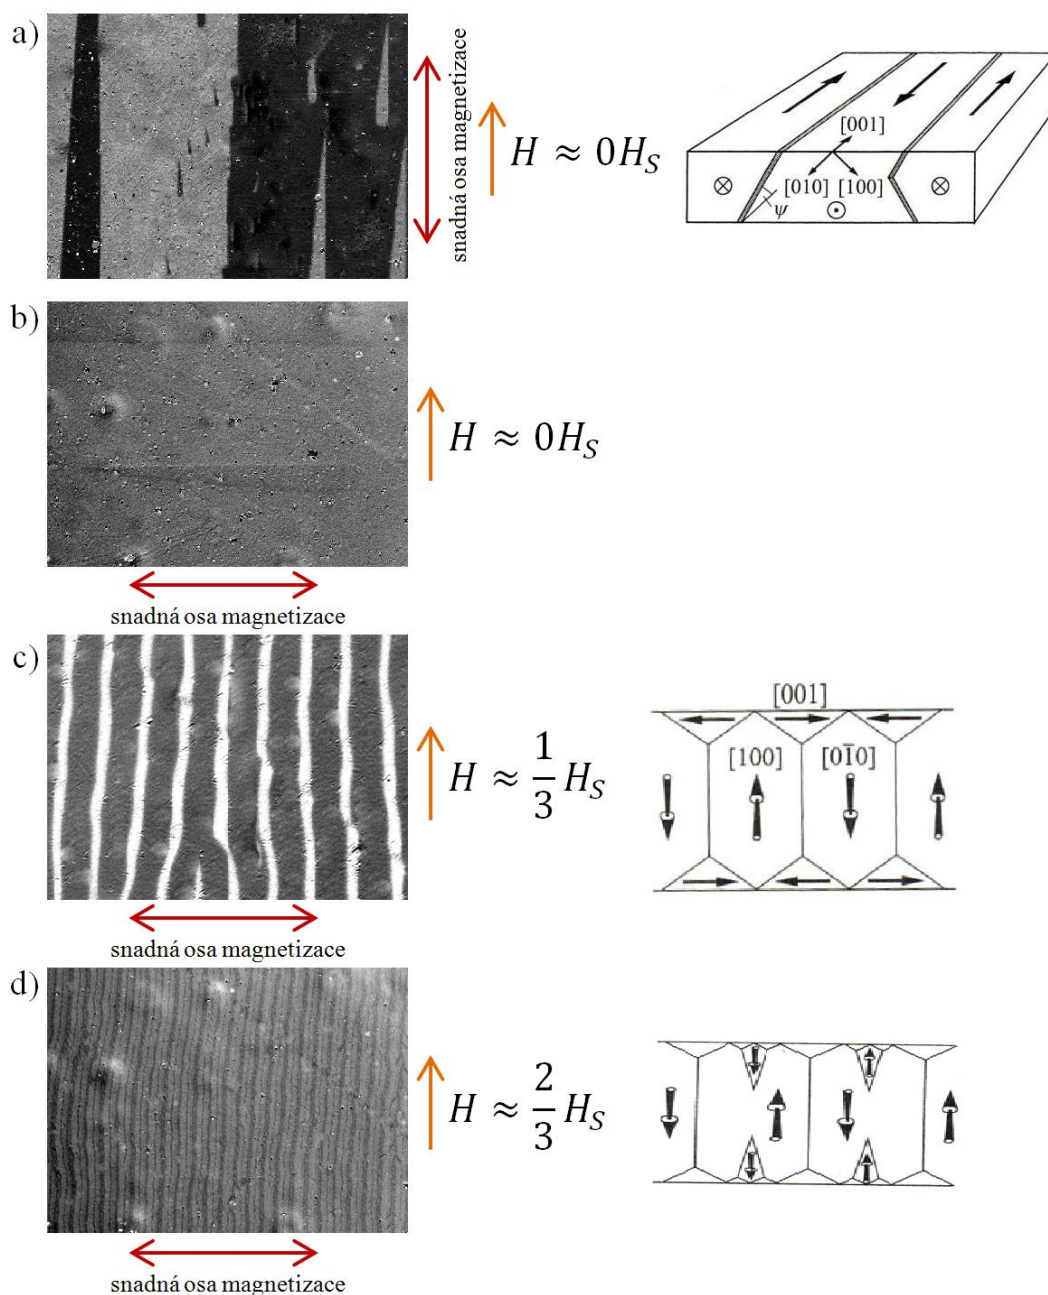 a)
snadná osa magnetizace
H ≈ 0H_S
[001]
[010] [100]
ψ
b)
H ≈ 0H_S
snadná osa magnetizace
c)
[001]
[100] [01̄0]
H ≈ 1/3 H_S
snadná osa magnetizace
d)
H ≈ 2/3 H_S
snadná osa magnetizace